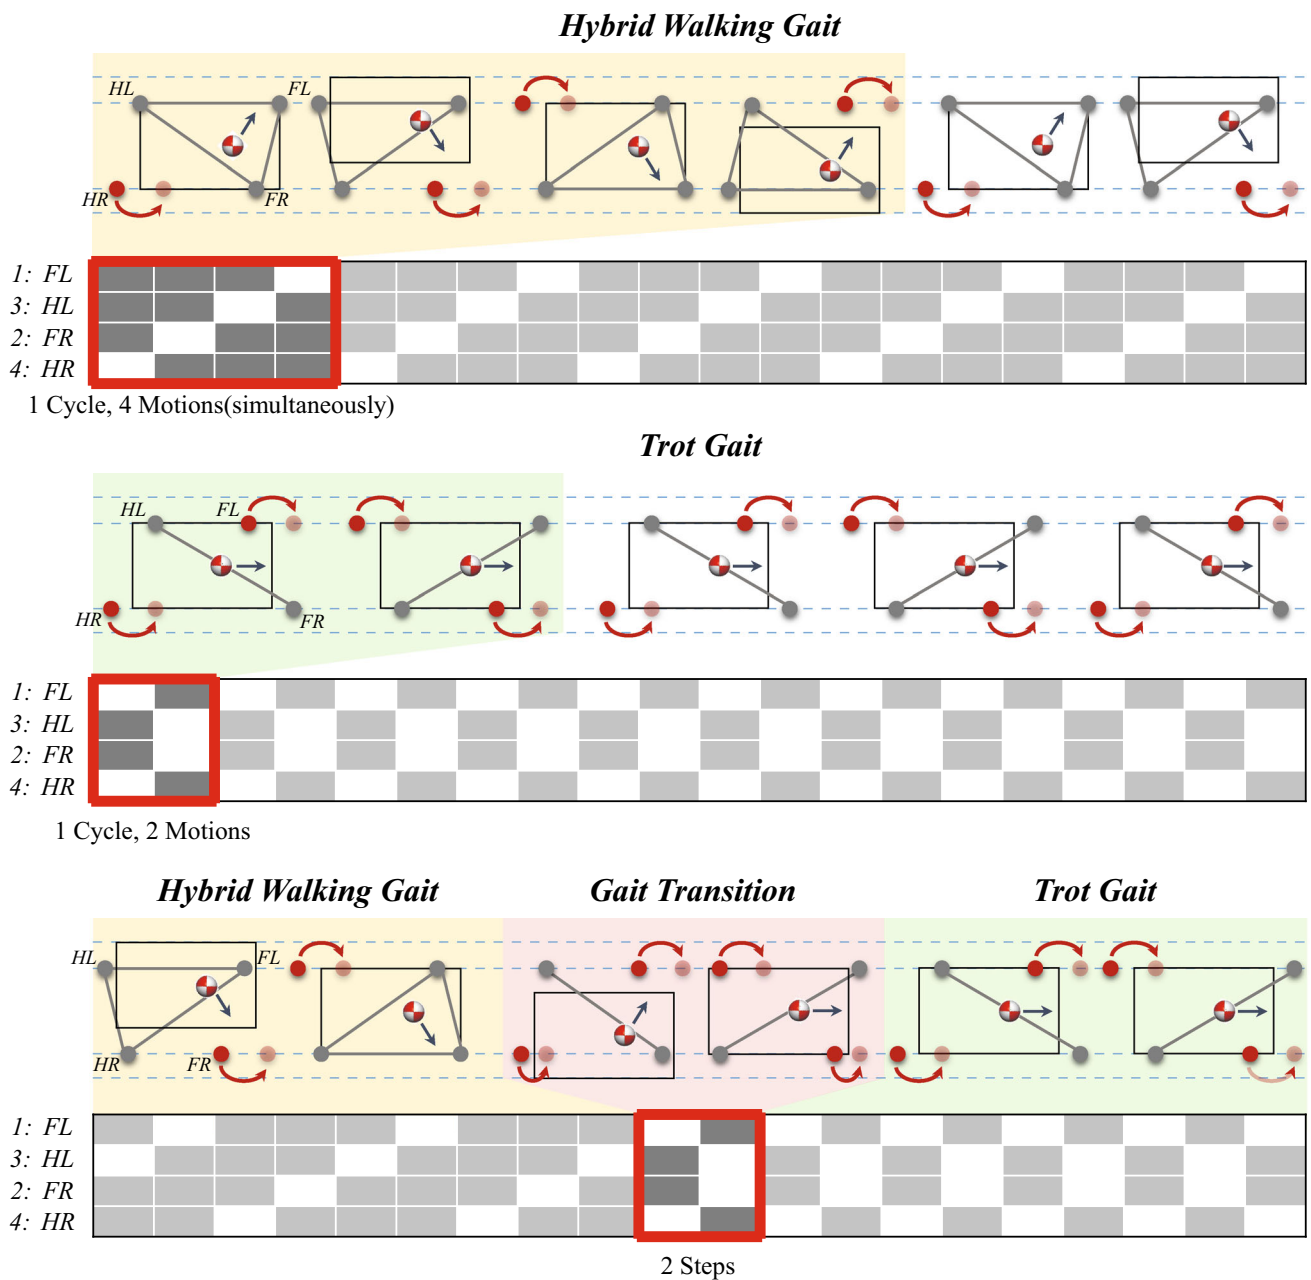 Hybrid Walking Gait
HL
FL
HR
FR
1: FL
3: HL
2: FR
4: HR
1 Cycle, 4 Motions(simultaneously)
Trot Gait
HL
FL
HR
FR
1: FL
3: HL
2: FR
4: HR
1 Cycle, 2 Motions
Hybrid Walking Gait
Gait Transition
Trot Gait
HL
FL
HR
FR
1: FL
3: HL
2: FR
4: HR
2 Steps